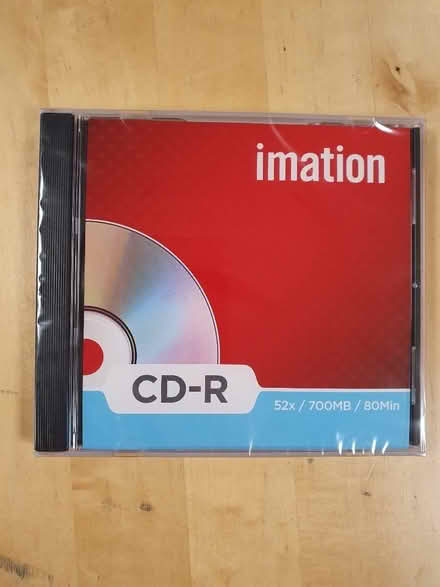 imation
CD-R
52x / 700MB / 80Min